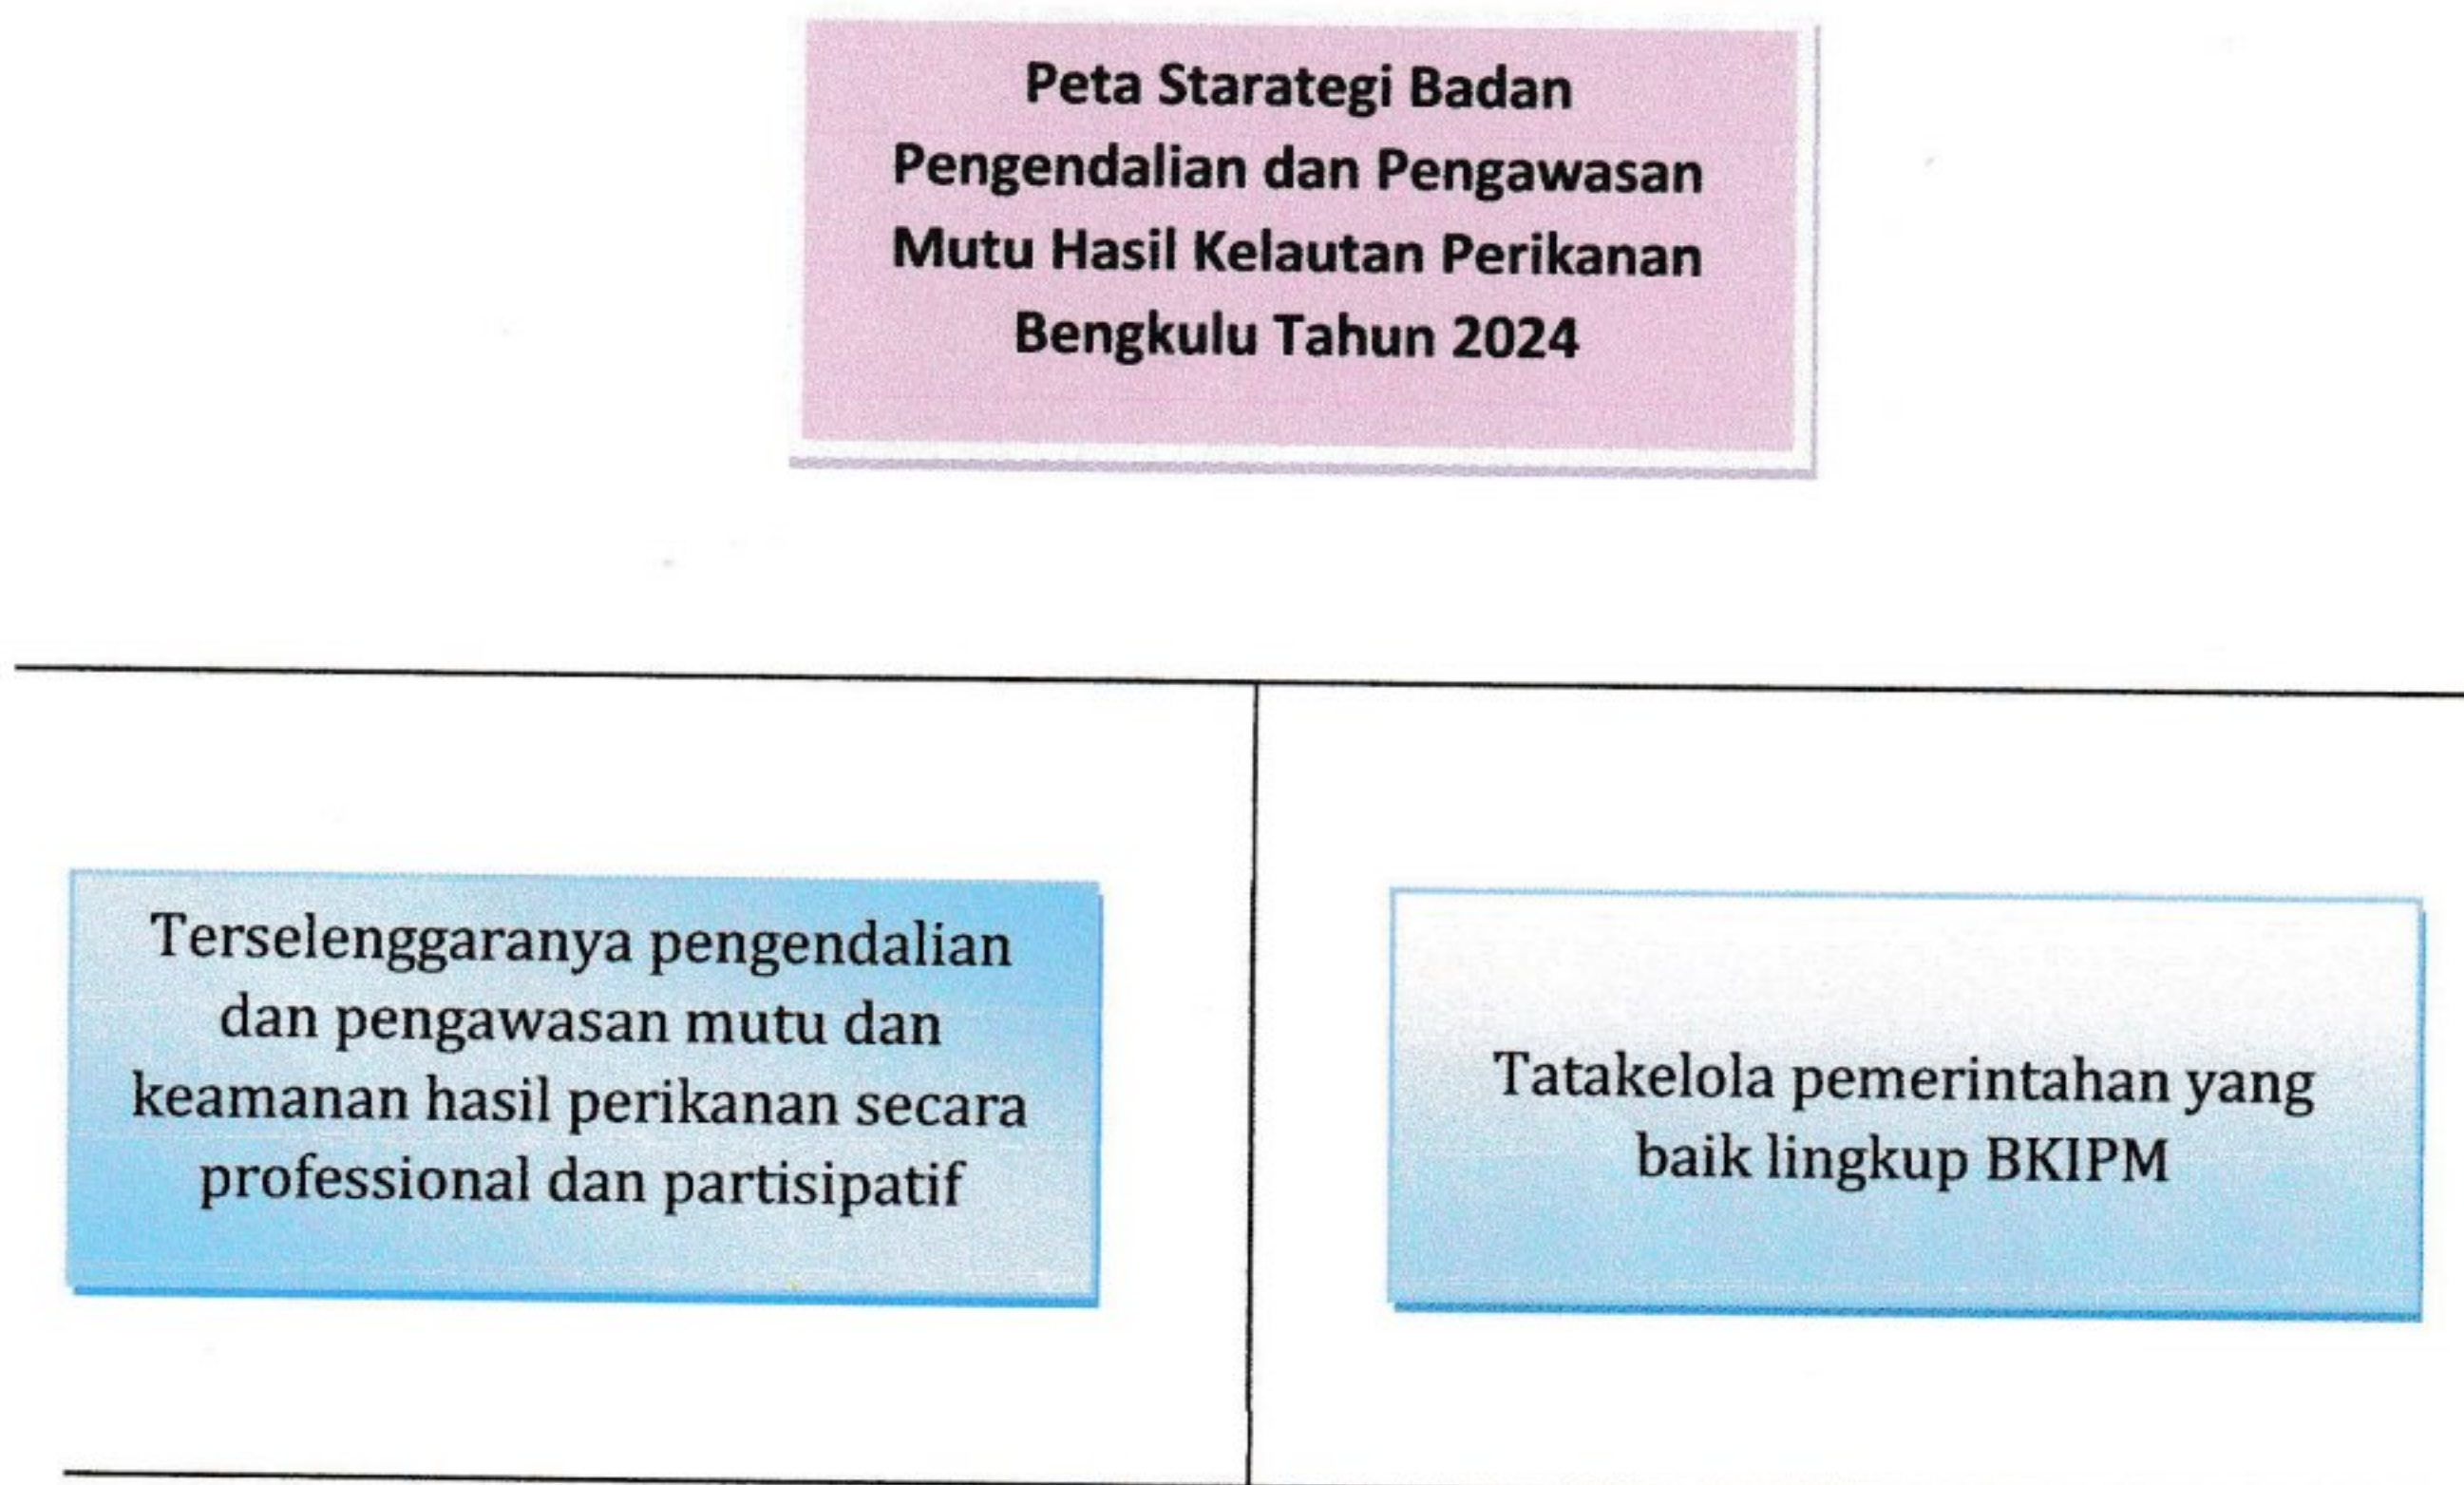 Peta Starategi Badan
Pengendalian dan Pengawasan
Mutu Hasil Kelautan Perikanan
Bengkulu Tahun 2024
Terselenggaranya pengendalian
dan pengawasan mutu dan
keamanan hasil perikanan secara
professional dan partisipatif
Tatakelola pemerintahan yang
baik lingkup BKIPM